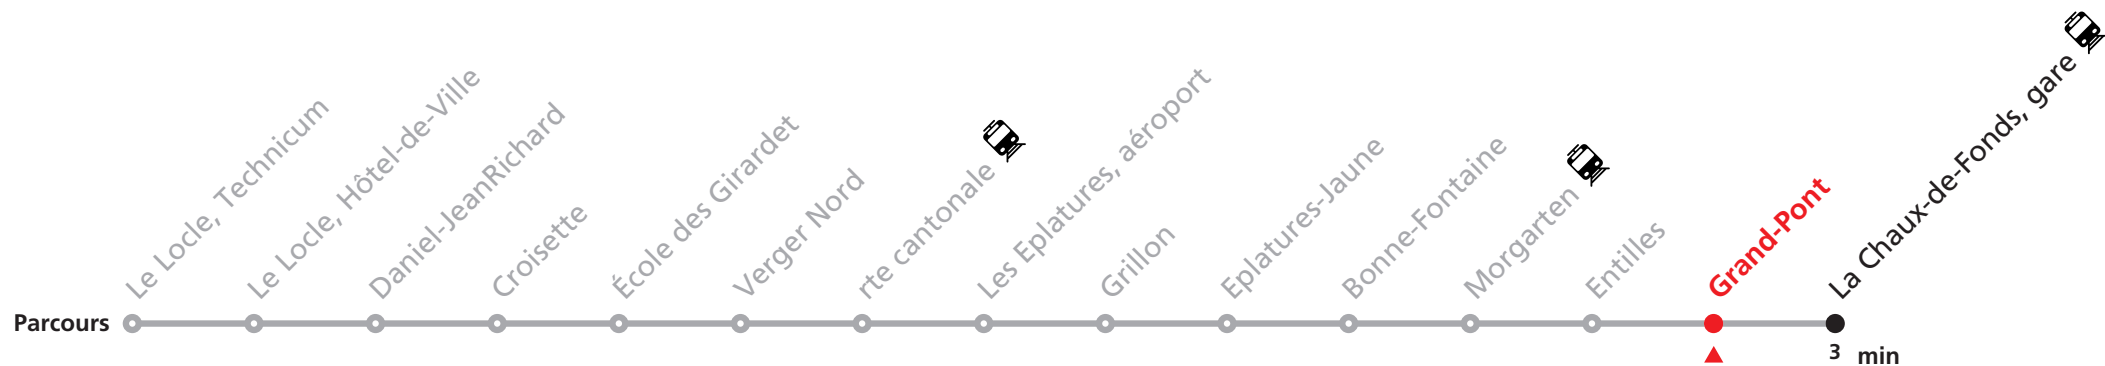 Le Locle, Technicum
Le Locle, Hôtel-de-Ville
Daniel-JeanRichard
Croisette
École des Girardet
Verger Nord
rte cantonale
Les Eplatures, aéroport
Grillon
Eplatures-Jaune
Bonne-Fontaine
Morgarten
Entilles
Grand-Pont
La Chaux-de-Fonds, gare
Parcours
3 min